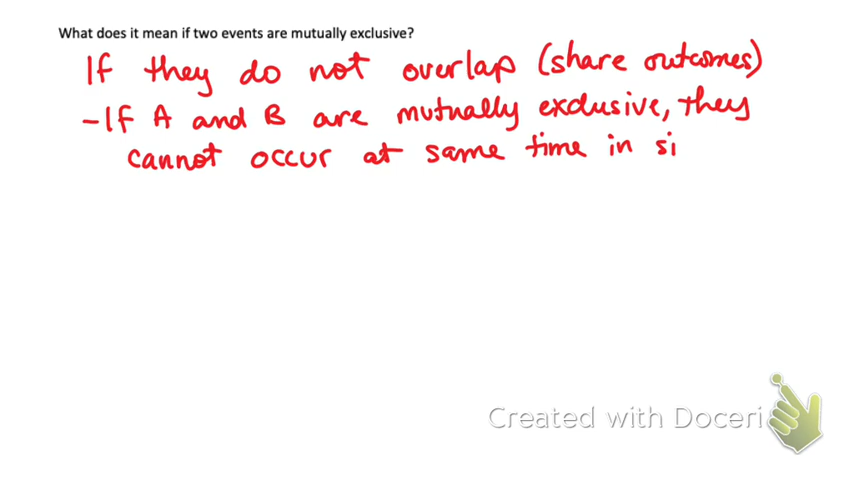 What does it mean if two events are mutually exclusive?
If they do not overlap (share outcomes)
- If A and B are mutually exclusive, they
cannot occur at same time in si
Created with Doceri